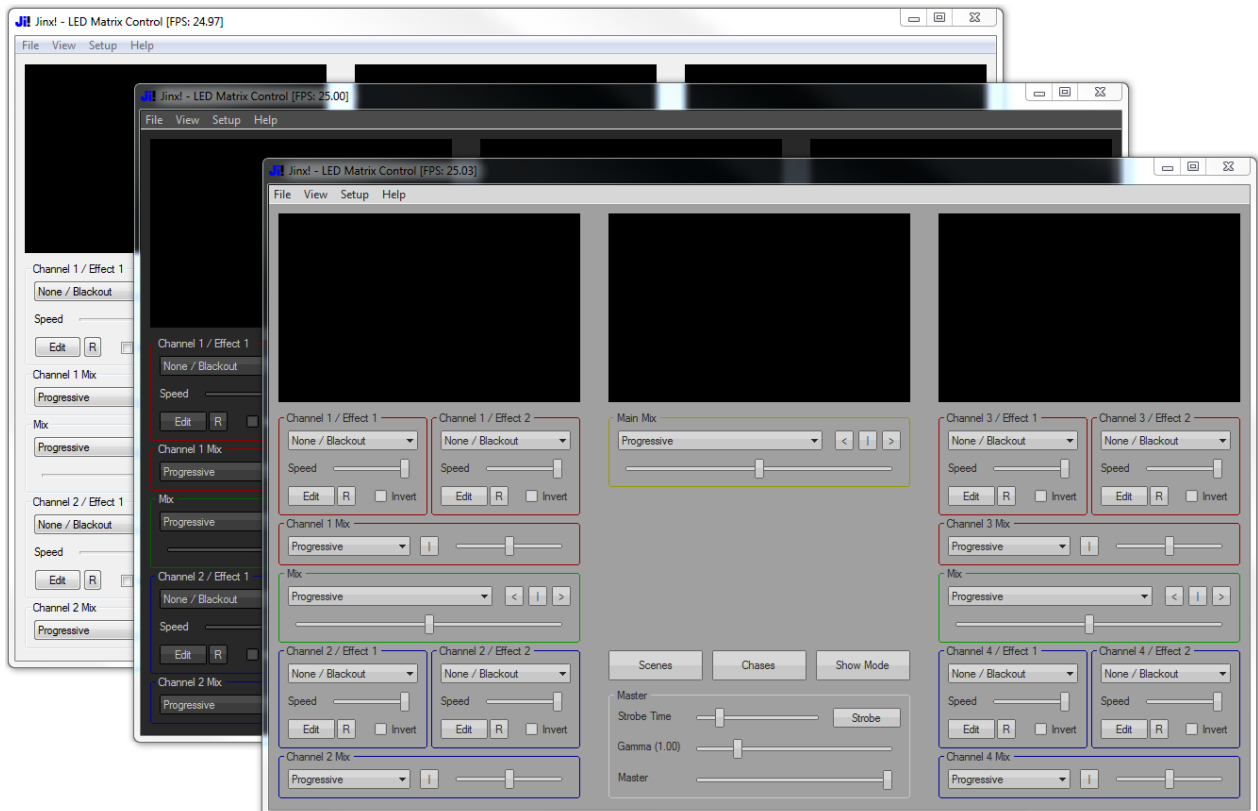 Ji! Jinx! - LED Matrix Control [FPS: 24.97]
File View Setup Help
Channel 1 / Effect 1
None / Blackout
Speed
Edit R
Channel 1 Mix
Progressive
Mix
Progressive
Channel 2 / Effect 1
None / Blackout
Speed
Edit R
Channel 2 Mix
Progressive
Ji! Jinx! - LED Matrix Control [FPS: 25.00]
File View Setup Help
Channel 1 / Effect 1
None / Blackout
Speed
Edit R
Channel 1 Mix
Progressive
Mix
Progressive
Channel 2 / Effect 1
None / Blackout
Speed
Edit R
Channel 2 Mix
Progressive
Ji! Jinx! - LED Matrix Control [FPS: 25.03]
File View Setup Help
Channel 1 / Effect 1
None / Blackout
Speed
Edit R Invert
Channel 1 / Effect 2
None / Blackout
Speed
Edit R Invert
Channel 1 Mix
Progressive |
Mix
Progressive < | >
Channel 2 / Effect 1
None / Blackout
Speed
Edit R Invert
Channel 2 / Effect 2
None / Blackout
Speed
Edit R Invert
Channel 2 Mix
Progressive |
Main Mix
Progressive < | >
Scenes Chases Show Mode
Master
Strobe Time Strobe
Gamma (1.00)
Master
Channel 3 / Effect 1
None / Blackout
Speed
Edit R Invert
Channel 3 / Effect 2
None / Blackout
Speed
Edit R Invert
Channel 3 Mix
Progressive |
Mix
Progressive < | >
Channel 4 / Effect 1
None / Blackout
Speed
Edit R Invert
Channel 4 / Effect 2
None / Blackout
Speed
Edit R Invert
Channel 4 Mix
Progressive |